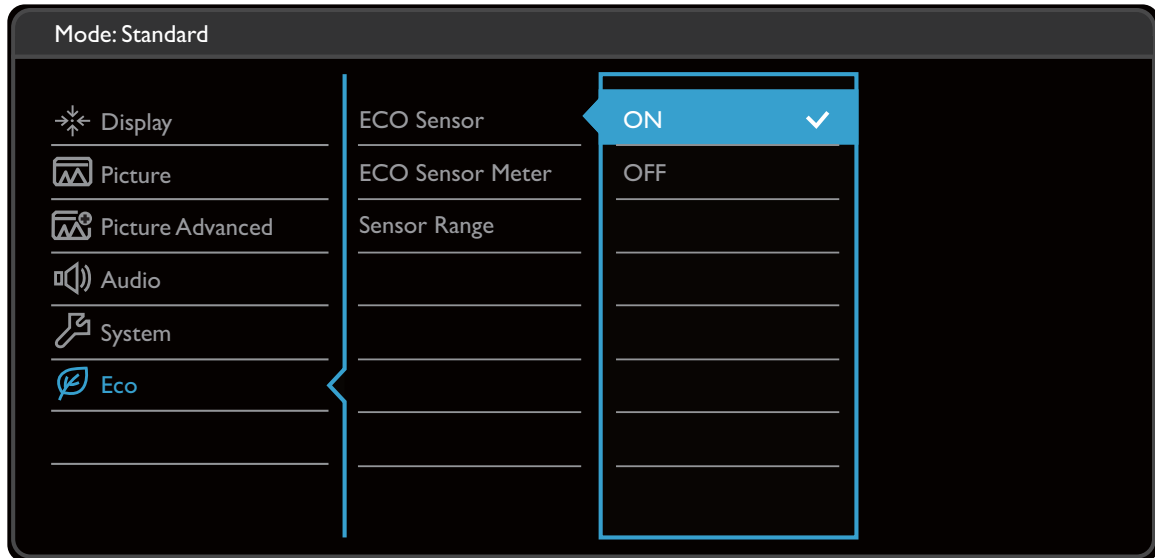 Mode: Standard
Display
Picture
Picture Advanced
Audio
System
Eco
ECO Sensor
ECO Sensor Meter
Sensor Range
ON
OFF